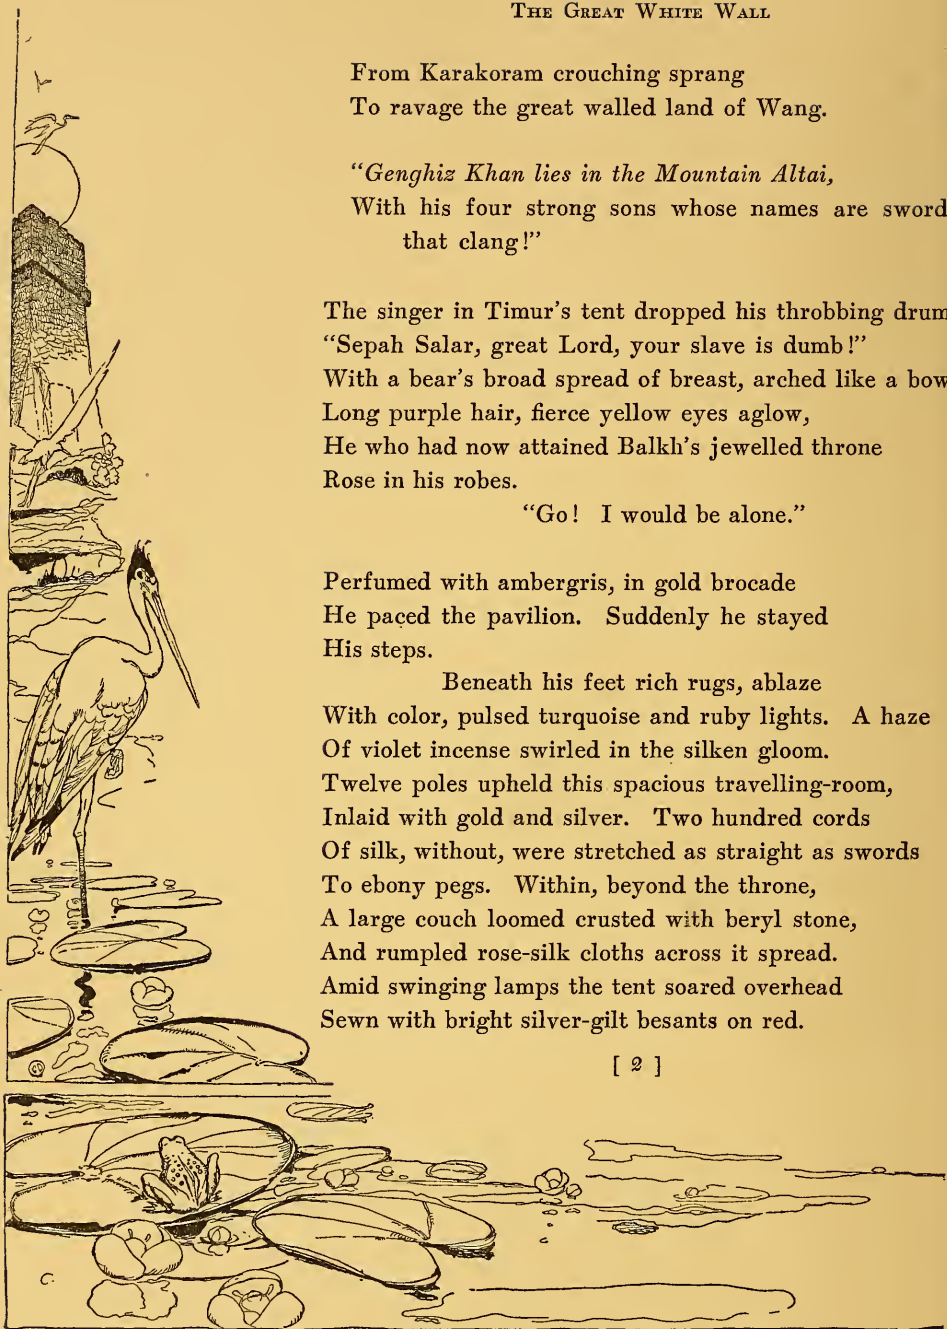 THE GREAT WHITE WALL
From Karakoram crouching sprang
To ravage the great walled land of Wang.
"Genghiz Khan lies in the Mountain Altai,
With his four strong sons whose names are sword
that clang!"
The singer in Timur's tent dropped his throbbing drum
"Sepah Salar, great Lord, your slave is dumb!"
With a bear's broad spread of breast, arched like a bow
Long purple hair, fierce yellow eyes aglow,
He who had now attained Balkh's jewelled throne
Rose in his robes.
"Go! I would be alone."
Perfumed with ambergris, in gold brocade
He paced the pavilion. Suddenly he stayed
His steps.
Beneath his feet rich rugs, ablaze
With color, pulsed turquoise and ruby lights. A haze
Of violet incense swirled in the silken gloom.
Twelve poles upheld this spacious travelling-room,
Inlaid with gold and silver. Two hundred cords
Of silk, without, were stretched as straight as swords
To ebony pegs. Within, beyond the throne,
A large couch loomed crusted with beryl stone,
And rumpled rose-silk cloths across it spread.
Amid swinging lamps the tent soared overhead
Sewn with bright silver-gilt besants on red.
[ 2 ]